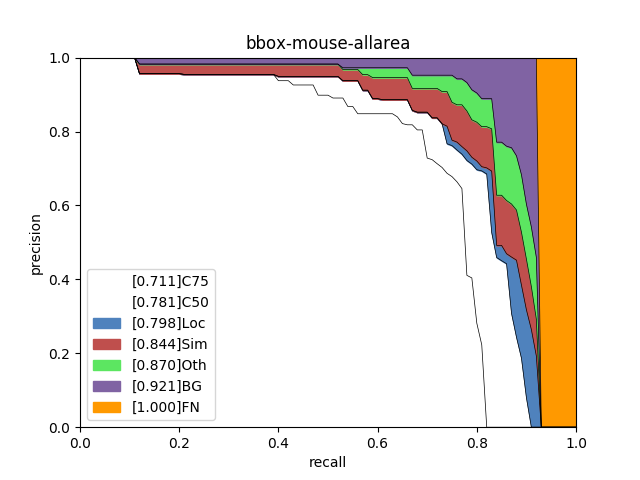 bbox-mouse-allarea
1.0
0.8
0.6
0.4
0.2
0.0
precision
[0.711]C75
[0.781]C50
[0.798]Loc
[0.844]Sim
[0.870]Oth
[0.921]BG
[1.000]FN
0.0 0.2 0.4 0.6 0.8 1.0
recall